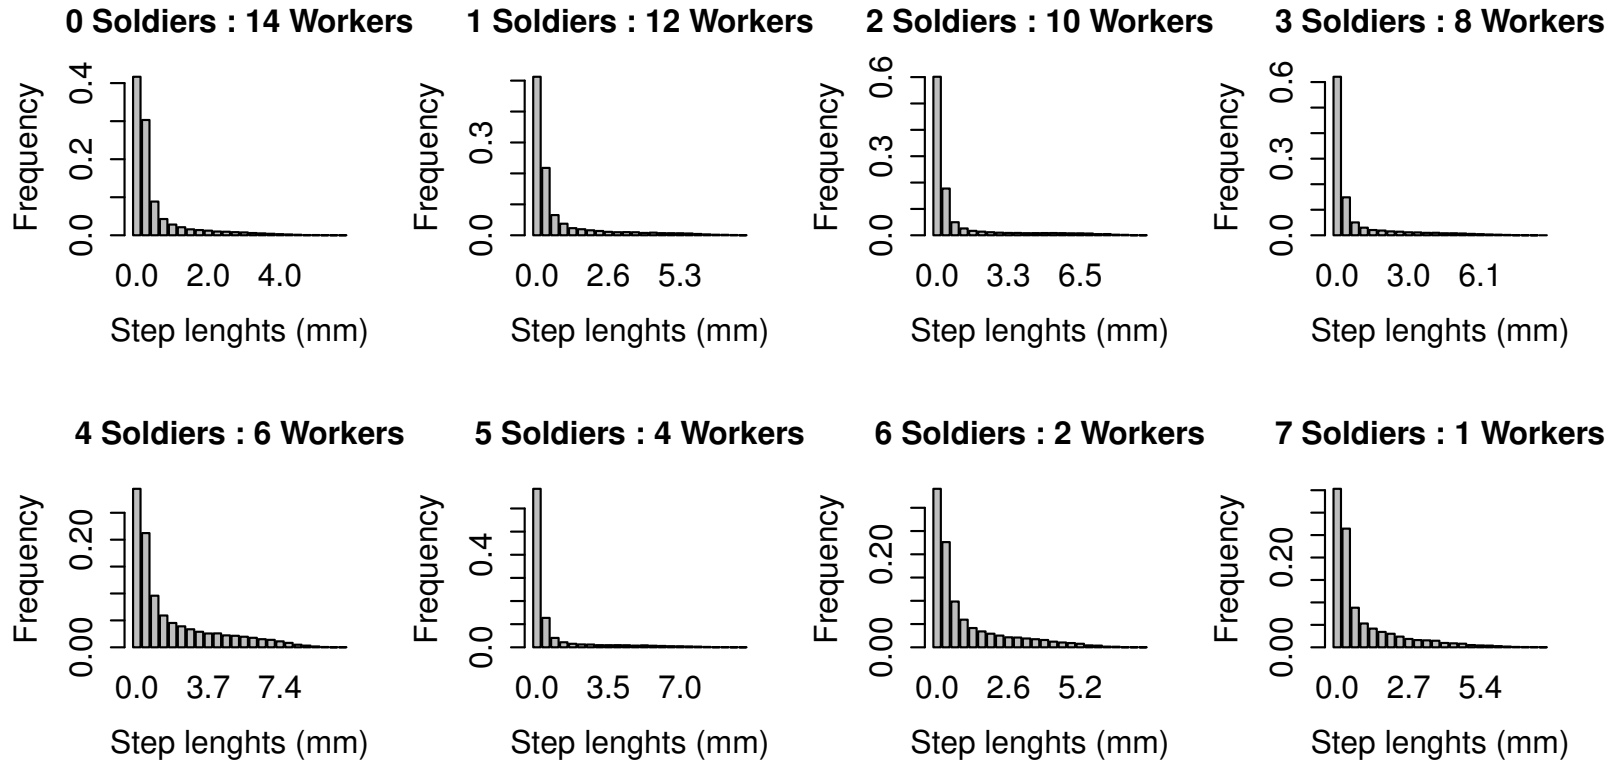 0 Soldiers : 14 Workers
Frequency
0.0 0.2 0.4
0.0 2.0 4.0
Step lenghts (mm)
1 Soldiers : 12 Workers
Frequency
0.0 0.3
0.0 2.6 5.3
Step lenghts (mm)
2 Soldiers : 10 Workers
Frequency
0.0 0.3 0.6
0.0 3.3 6.5
Step lenghts (mm)
3 Soldiers : 8 Workers
Frequency
0.0 0.3 0.6
0.0 3.0 6.1
Step lenghts (mm)
4 Soldiers : 6 Workers
Frequency
0.00 0.20
0.0 3.7 7.4
Step lenghts (mm)
5 Soldiers : 4 Workers
Frequency
0.0 0.4
0.0 3.5 7.0
Step lenghts (mm)
6 Soldiers : 2 Workers
Frequency
0.00 0.20
0.0 2.6 5.2
Step lenghts (mm)
7 Soldiers : 1 Workers
Frequency
0.00 0.20
0.0 2.7 5.4
Step lenghts (mm)